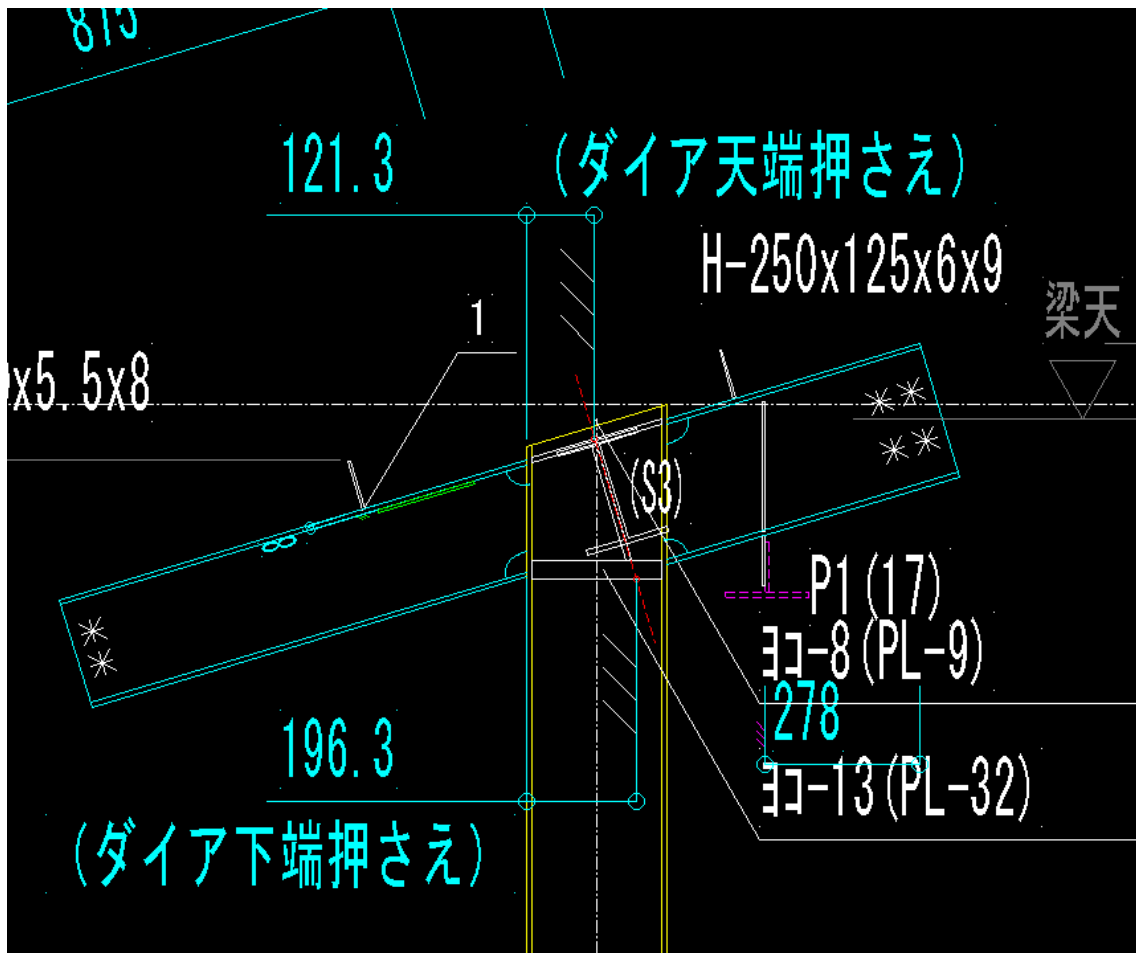 875
121.3
(ダイア天端押さえ)
H-250x125x6x9
梁天
1
x5.5x8
(S3)
8
P1(17)
ヨコ-8(PL-9)
278
196.3
ヨコ-13(PL-32)
(ダイア下端押さえ)